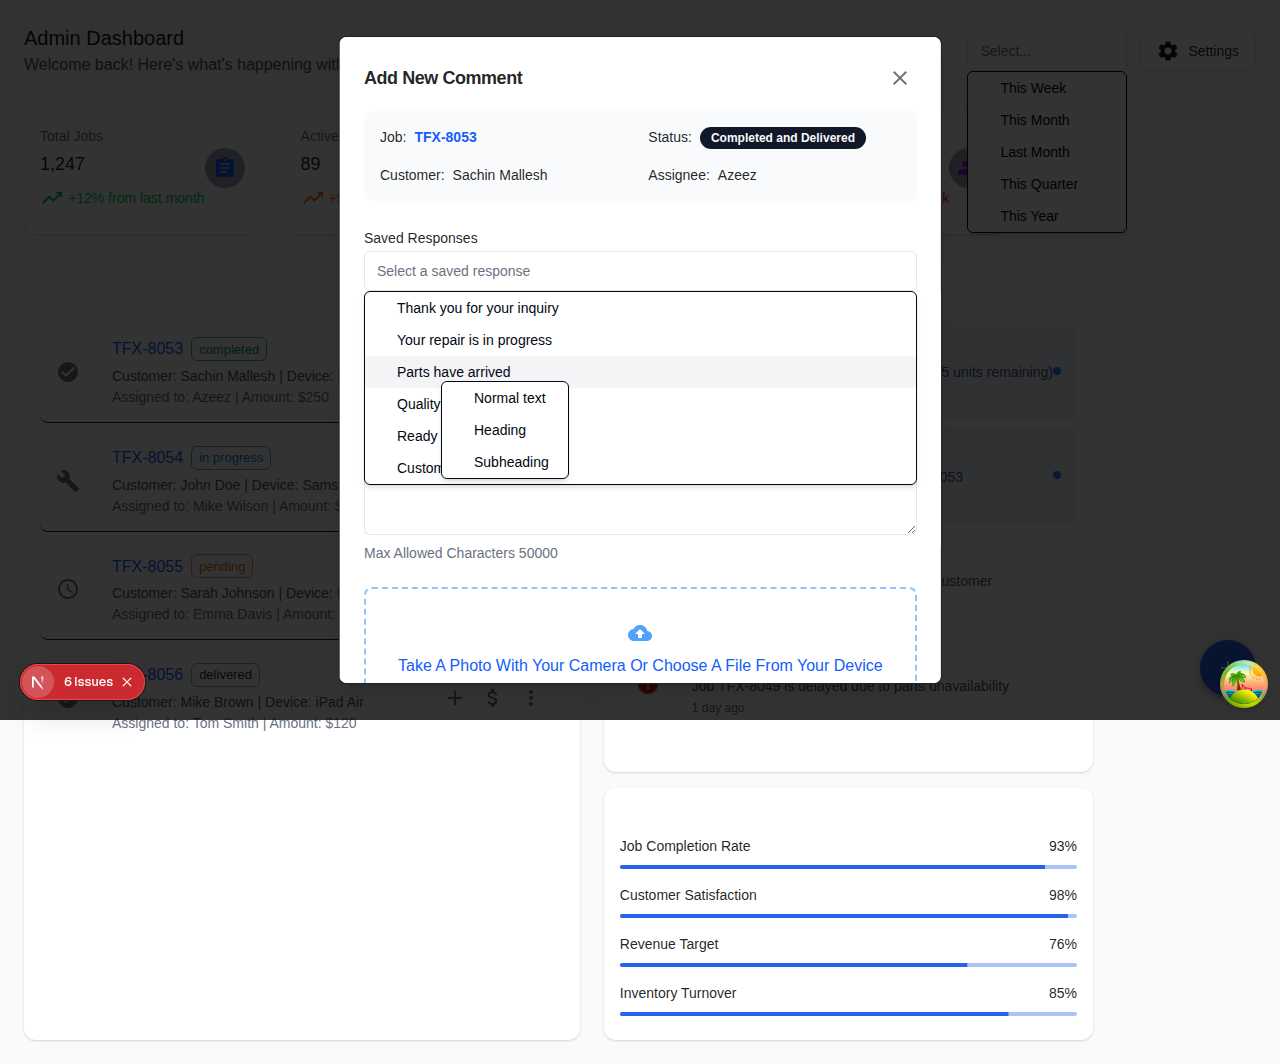 Admin Dashboard
Welcome back! Here's what's happening with
Select...
Settings
This Week
This Month
Last Month
This Quarter
This Year
Total Jobs
1,247
+12% from last month
Active
89
Add New Comment
Job: TFX-8053
Status: Completed and Delivered
Customer: Sachin Mallesh
Assignee: Azeez
Saved Responses
Select a saved response
Thank you for your inquiry
Your repair is in progress
Parts have arrived
Quality
Ready
Custom
Normal text
Heading
Subheading
Max Allowed Characters 50000
Take A Photo With Your Camera Or Choose A File From Your Device
TFX-8053 completed
Customer: Sachin Mallesh | Device:
Assigned to: Azeez | Amount: $250
TFX-8054 in progress
Customer: John Doe | Device: Sams
Assigned to: Mike Wilson | Amount:
TFX-8055 pending
Customer: Sarah Johnson | Device:
Assigned to: Emma Davis | Amount:
-8056 delivered
Customer: Mike Brown | Device: iPad Air
Assigned to: Tom Smith | Amount: $120
6 Issues
5 units remaining)
053
ustomer
Job TFX-8049 is delayed due to parts unavailability
1 day ago
Job Completion Rate 93%
Customer Satisfaction 98%
Revenue Target 76%
Inventory Turnover 85%